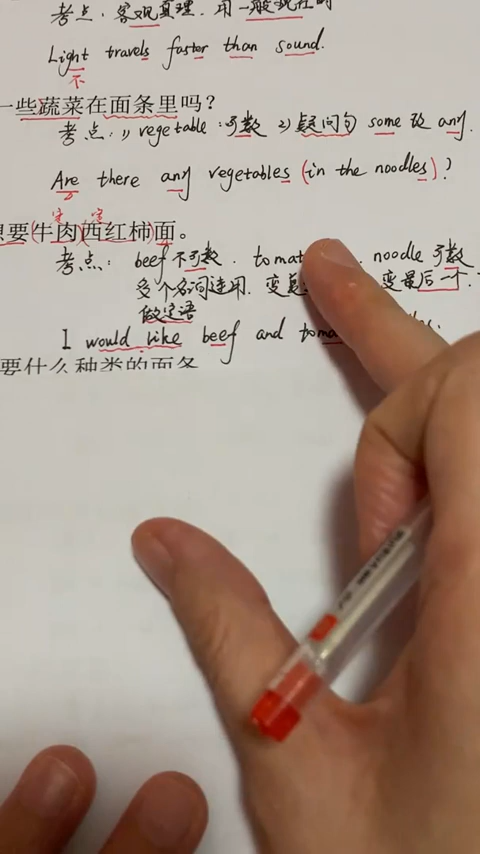 考点：客观真理．用一般现在时
Light travels faster than sound.
不
一些蔬菜在面条里吗？
考点：1) vegetable：可数 2) 疑问句 some 改 any.
Are there any vegetables (in the noodles)?
定 定
想要(牛肉)(西红柿)面。
考点： beef 不可数． tomat noodle 可数
多个名词连用．变 变最后一个．
做定语
I would like beef and
要什么种类的面条